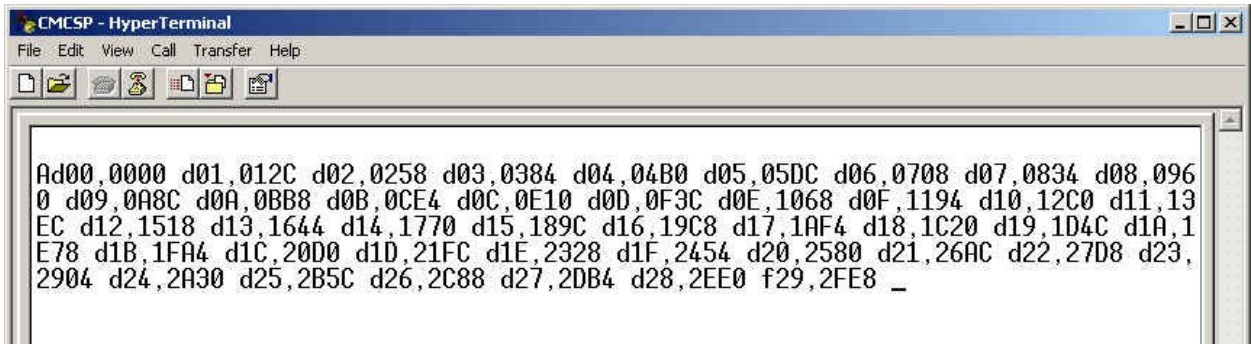 CMCSP - HyperTerminal
File Edit View Call Transfer Help
Ad00,0000 d01,012C d02,0258 d03,0384 d04,04B0 d05,05DC d06,0708 d07,0834 d08,096
0 d09,0A8C d0A,0BB8 d0B,0CE4 d0C,0E10 d0D,0F3C d0E,1068 d0F,1194 d10,12C0 d11,13
EC d12,1518 d13,1644 d14,1770 d15,189C d16,19C8 d17,1AF4 d18,1C20 d19,1D4C d1A,1
E78 d1B,1FA4 d1C,20D0 d1D,21FC d1E,2328 d1F,2454 d20,2580 d21,26AC d22,27D8 d23,
2904 d24,2A30 d25,2B5C d26,2C88 d27,2DB4 d28,2EE0 f29,2FE8 _